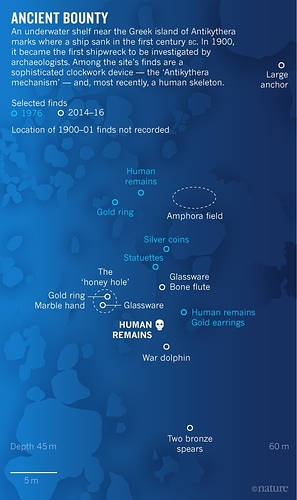 ANCIENT BOUNTY
An underwater shelf near the Greek island of Antikythera
marks where a ship sank in the first century BC. In 1900,
it became the first shipwreck to be investigated by
archaeologists. Among the site's finds are a
sophisticated clockwork device — the 'Antikythera
mechanism' — and, most recently, a human skeleton.
Large
anchor
Selected finds
1976 2014–16
Location of 1900–01 finds not recorded
Human
remains
Gold ring
Amphora field
Silver coins
Statuettes
The
'honey hole'
Glassware
Bone flute
Gold ring
Marble hand
Glassware
Human remains
Gold earrings
HUMAN
REMAINS
War dolphin
Two bronze
spears
Depth 45 m
60 m
5 m
©nature